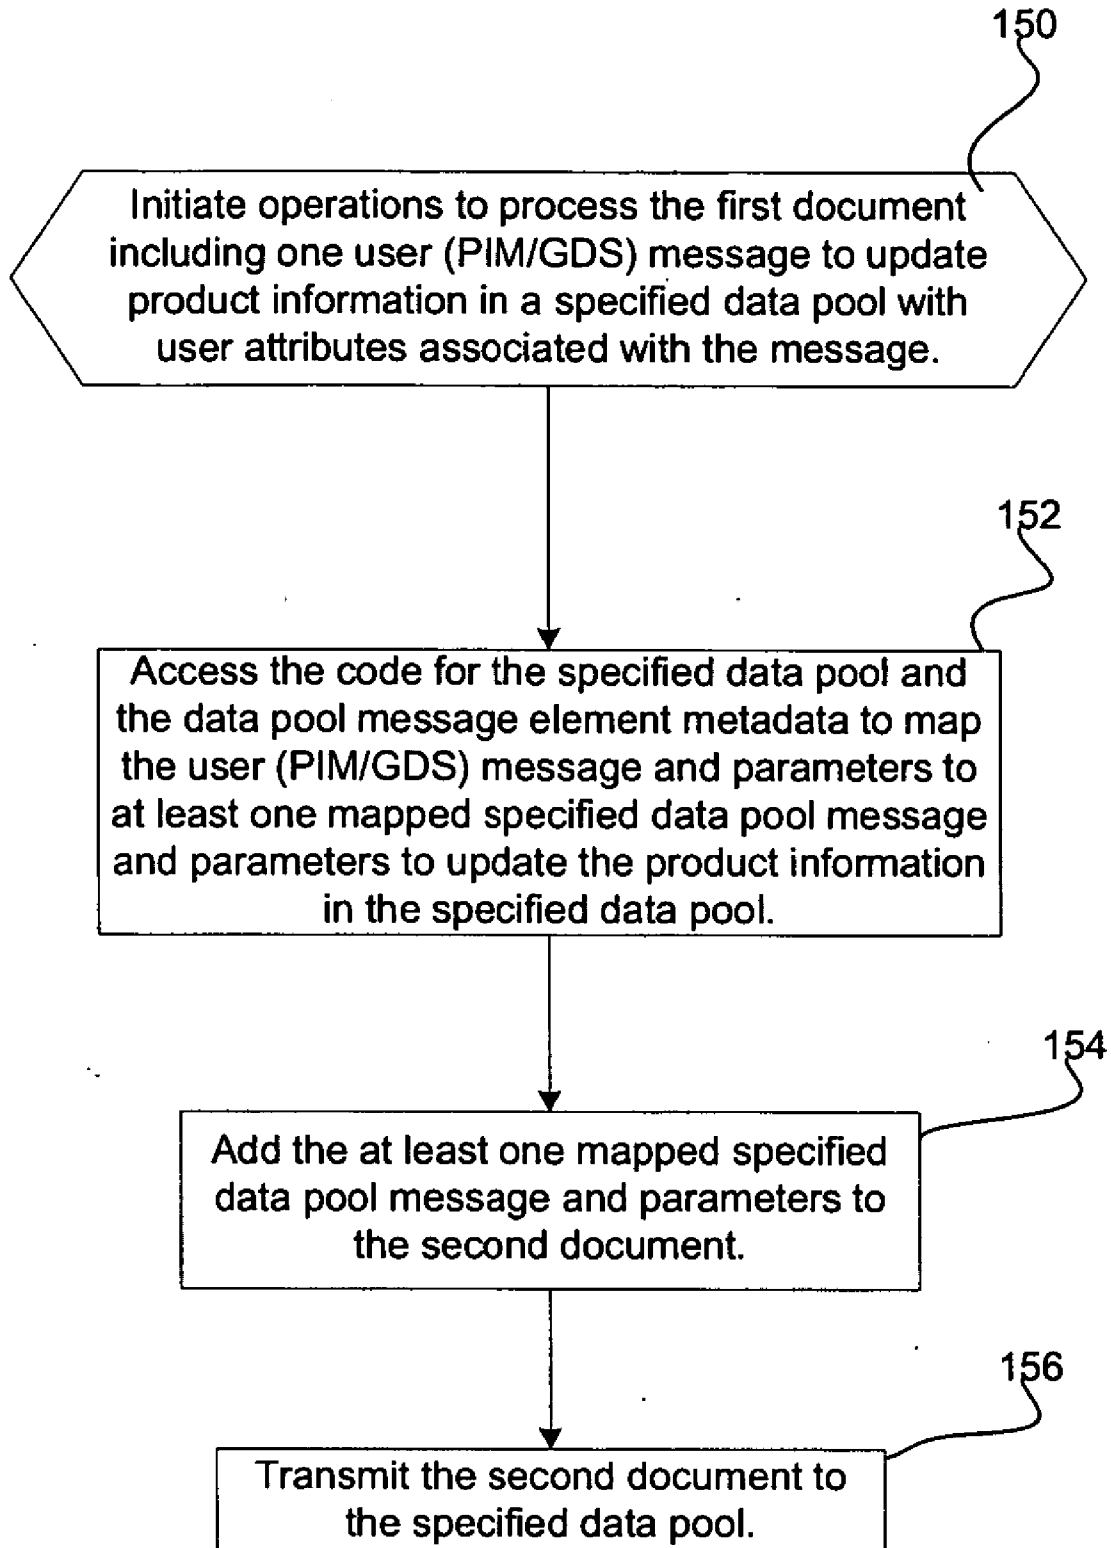 150
Initiate operations to process the first document
including one user (PIM/GDS) message to update
product information in a specified data pool with
user attributes associated with the message.
152
Access the code for the specified data pool and
the data pool message element metadata to map
the user (PIM/GDS) message and parameters to
at least one mapped specified data pool message
and parameters to update the product information
in the specified data pool.
154
Add the at least one mapped specified
data pool message and parameters to
the second document.
156
Transmit the second document to
the specified data pool.